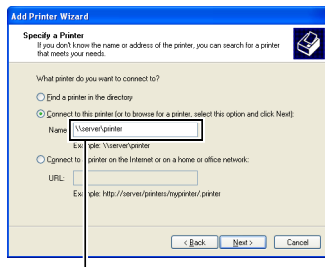 Add Printer Wizard
Specify a Printer
If you don't know the name or address of the printer, you can search for a printer
that meets your needs.
What printer do you want to connect to?
Find a printer in the directory
Connect to this printer (or to browse for a printer, select this option and click Next):
Name \\server\printer
Example: \\server\printer
Connect to a printer on the Internet or on a home or office network:
URL:
Example: http://server/printers/myprinter/.printer
< Back Next > Cancel